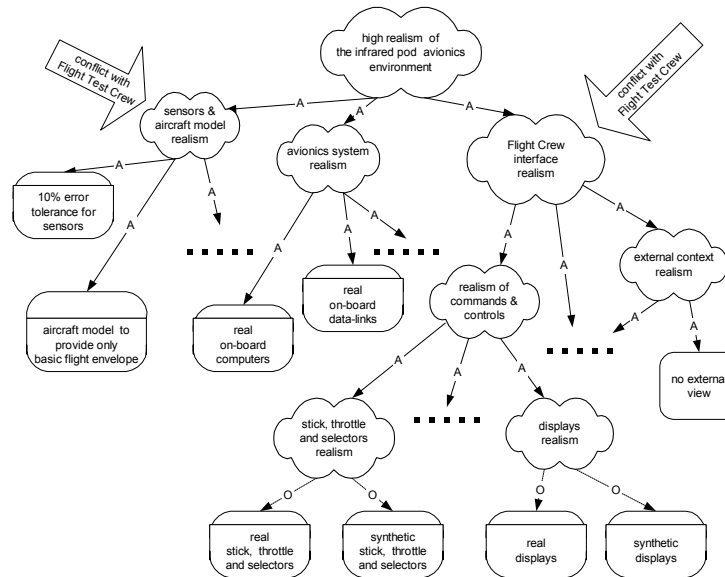 high realism of
the infrared pod avionics
environment
conflict with
Flight Test Crew
conflict with
Flight Test Crew
A
A
A
sensors &
aircraft model
realism
avionics system
realism
Flight Crew
interface
realism
A
A
A
A
A
A
A
A
A
10% error
tolerance for
sensors
external context
realism
real
on-board
data-links
realism of
commands &
controls
A
A
aircraft model to
provide only
basic flight envelope
real
on-board
computers
no external
view
A
A
A
stick, throttle
and selectors
realism
displays
realism
O
O
O
O
real
stick, throttle
and selectors
synthetic
stick, throttle
and selectors
real
displays
synthetic
displays